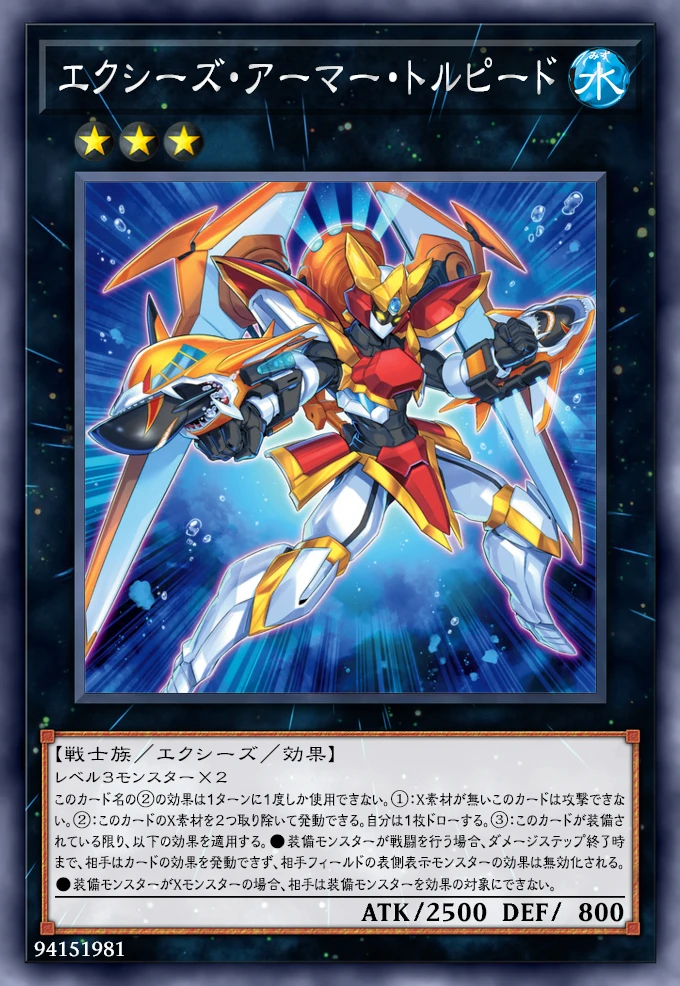 エクシーズ・アーマー・トルピード
みず
水
【戦士族／エクシーズ／効果】
レベル３モンスター×２
このカード名の②の効果は1ターンに1度しか使用できない。①：X素材が無いこのカードは攻撃できな
い。②：このカードのX素材を2つ取り除いて発動できる。自分は1枚ドローする。③：このカードが装備さ
れている限り、以下の効果を適用する。●装備モンスターが戦闘を行う場合、ダメージステップ終了時
まで、相手はカードの効果を発動できず、相手フィールドの表側表示モンスターの効果は無効化される。
●装備モンスターがXモンスターの場合、相手は装備モンスターを効果の対象にできない。
ATK/2500 DEF/ 800
94151981